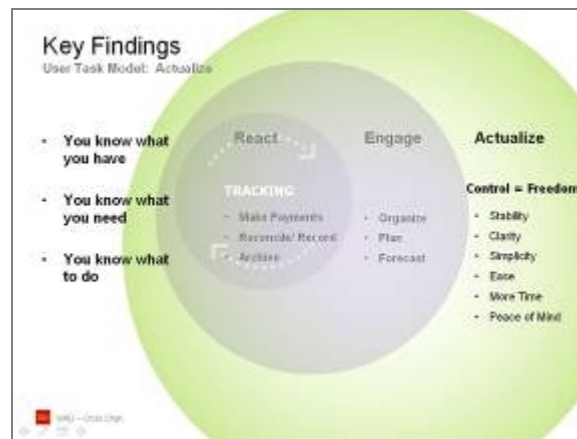 Key Findings
User Task Model: Actualize
• You know what
you have
• You know what
you need
• You know what
to do
React
TRACKING
• Make Payments
• Reconcile/ Record
• Archive
Engage
• Organize
• Plan
• Forecast
Actualize
Control = Freedom
• Stability
• Clarity
• Simplicity
• Ease
• More Time
• Peace of Mind